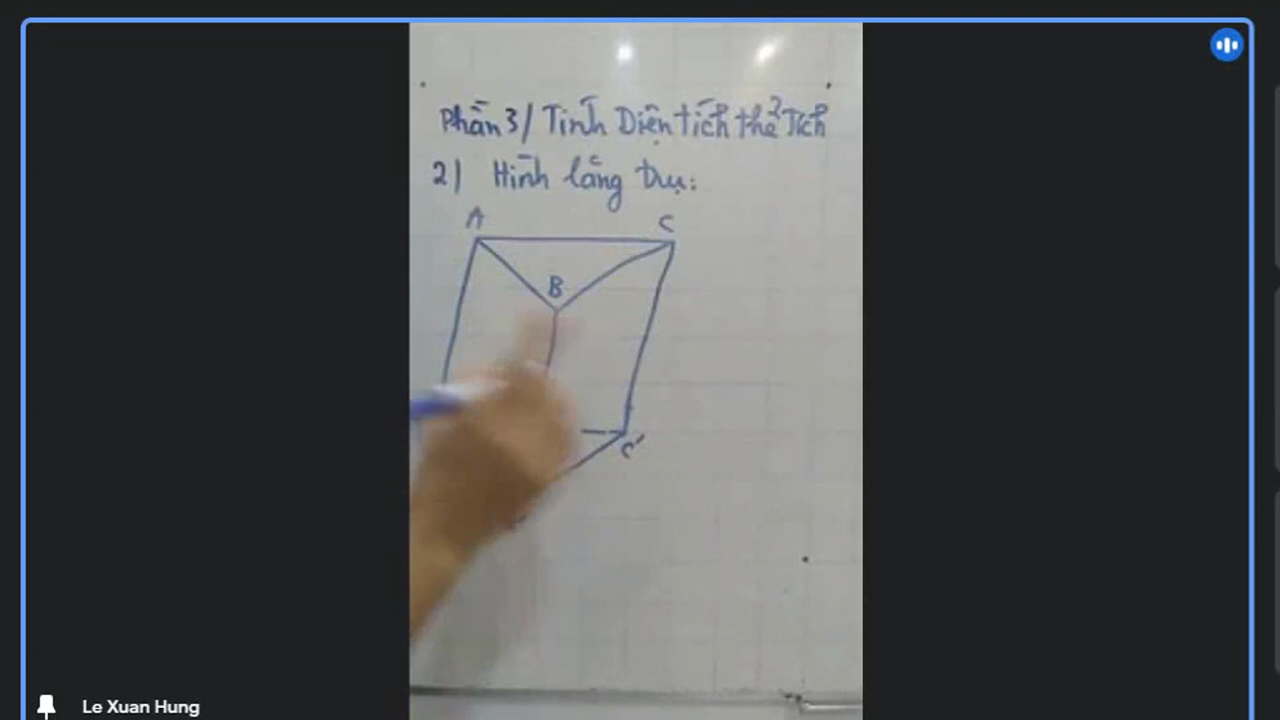 Phần 3/ Tính Diện tích thể Tích
2) Hình lăng trụ:
A
C
B
C'
Le Xuan Hung